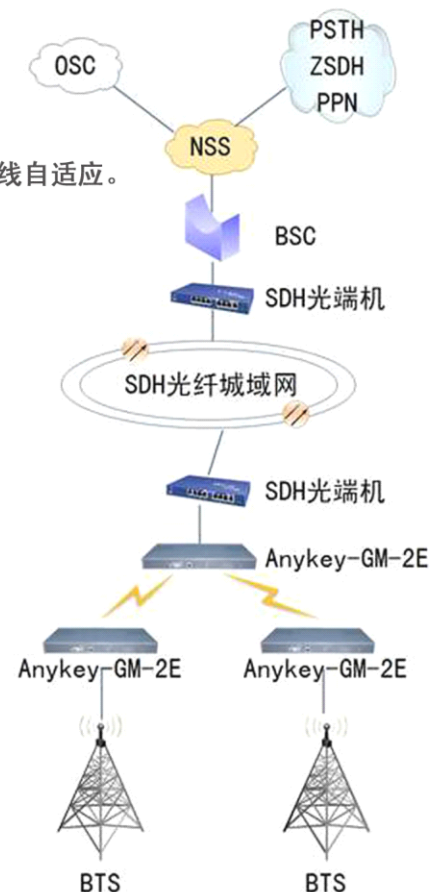 PSTH
OSC
ZSDH
PPN
NSS
线自适应。
BSC
SDH光端机
SDH光纤城域网
SDH光端机
Anykey-GM-2E
Anykey-GM-2E
Anykey-GM-2E
BTS
BTS